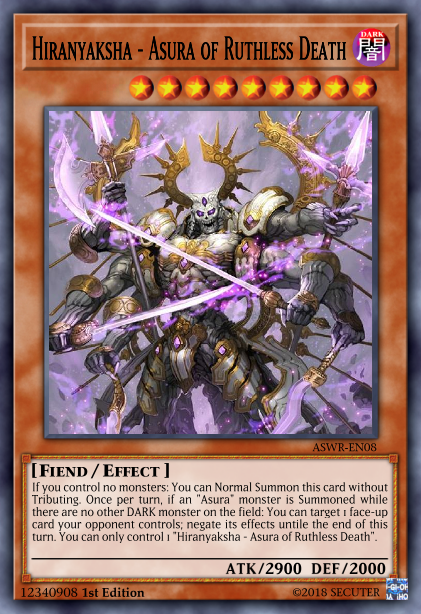 Hiranyaksha - Asura of Ruthless Death
DARK
闇
ASWR-EN08
[ Fiend / Effect ]
If you control no monsters: You can Normal Summon this card without
Tributing. Once per turn, if an "Asura" monster is Summoned while
there are no other DARK monster on the field: You can target 1 face-up
card your opponent controls; negate its effects untile the end of this
turn. You can only control 1 "Hiranyaksha - Asura of Ruthless Death".
ATK/2900 DEF/2000
12340908 1st Edition
©2018 SECUTER